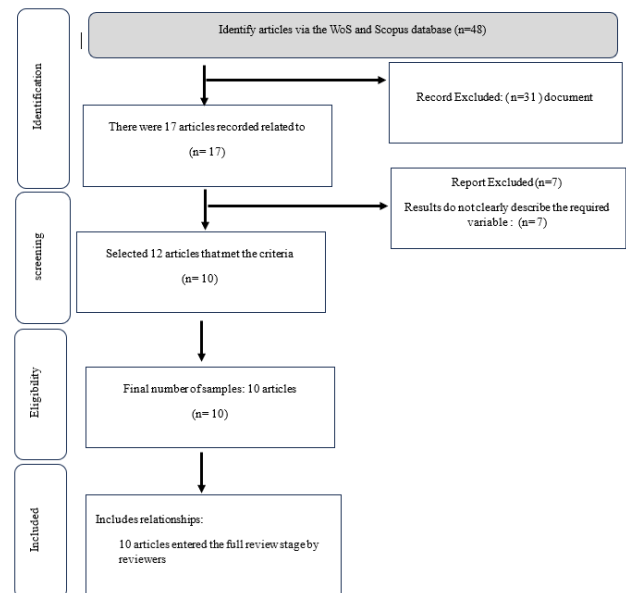 Identification
Identify articles via the WoS and Scopus database (n=48)
Record Excluded: (n=31) document
There were 17 articles recorded related to
(n= 17)
screening
Report Excluded (n=7)
Results do not clearly describe the required
variable : (n= 7)
Selected 12 articles that met the criteria
(n= 10)
Eligibility
Final number of samples: 10 articles
(n= 10)
Included
Includes relationships:
10 articles entered the full review stage by
reviewers